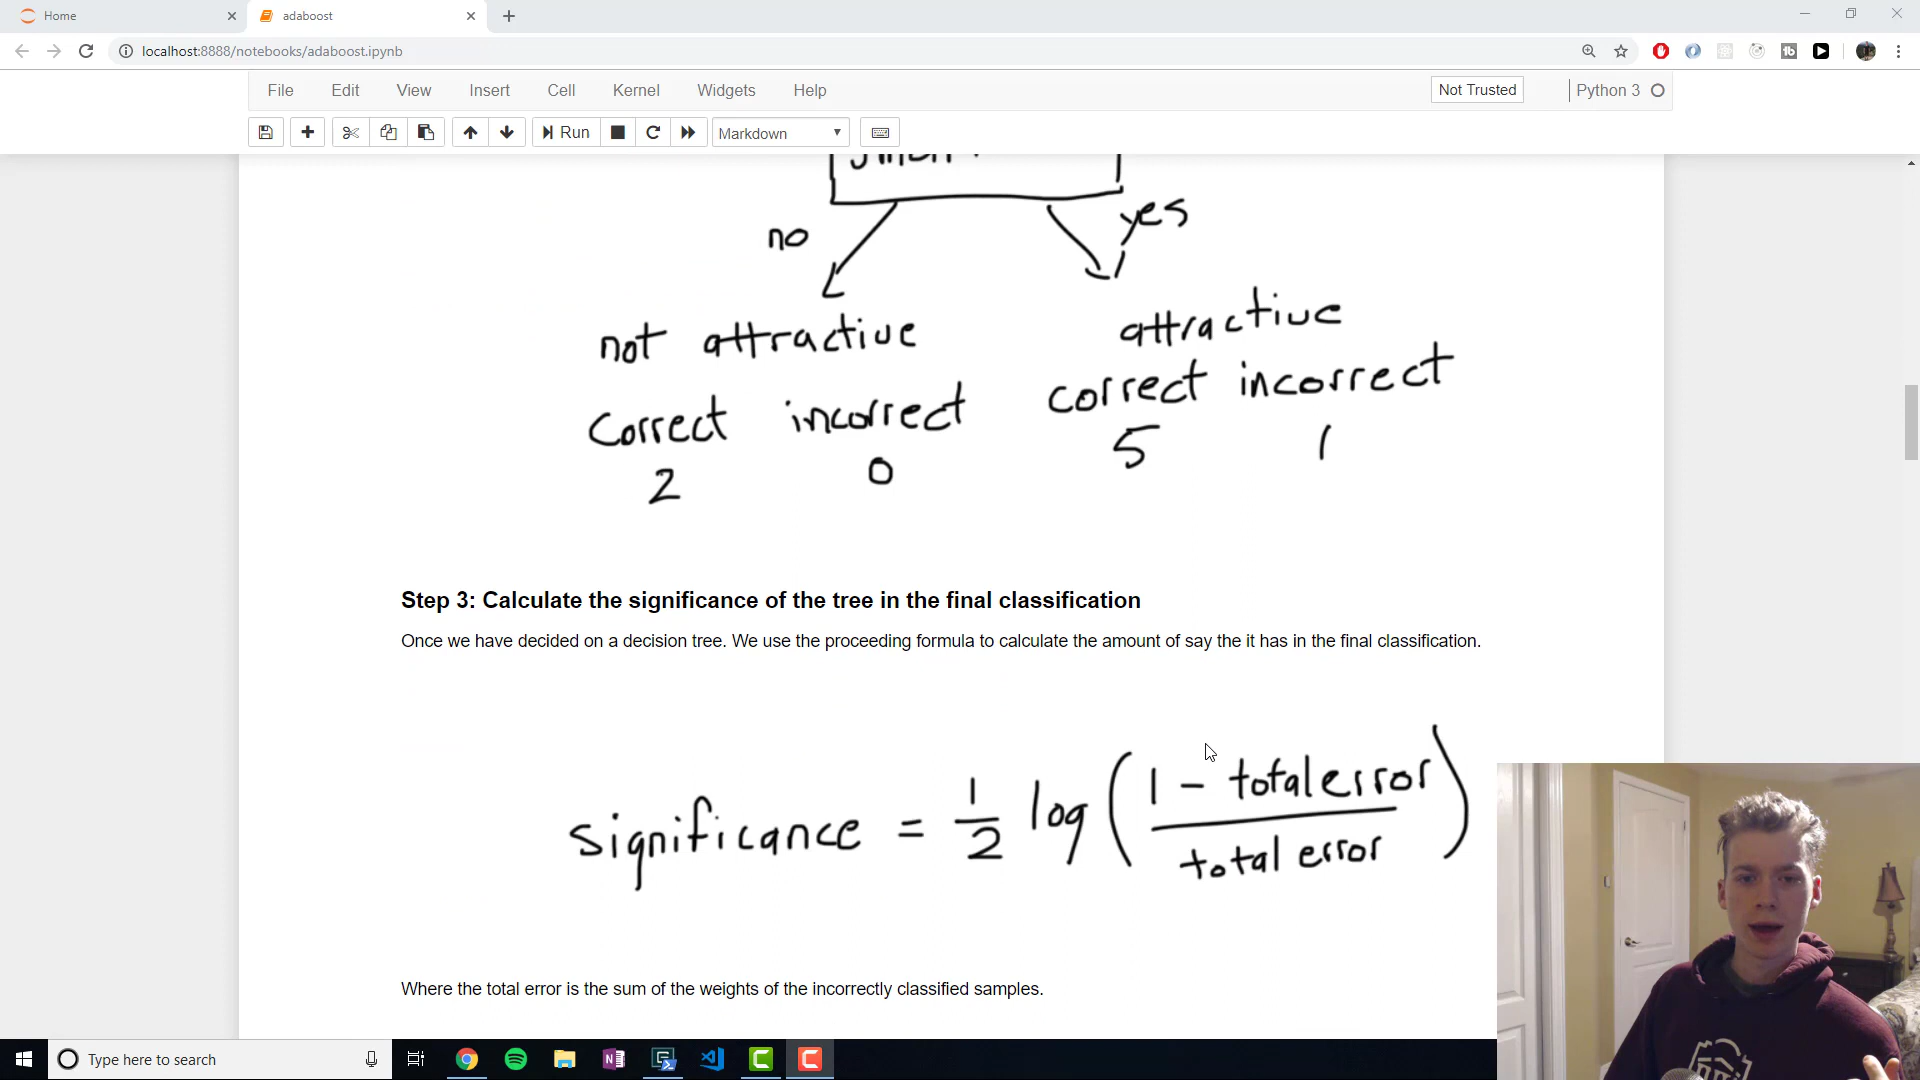 Home
adaboost
localhost:8888/notebooks/adaboost.ipynb
File Edit View Insert Cell Kernel Widgets Help
Not Trusted
Python 3
Run
Markdown
no
yes
not attractive
attractive
correct incorrect
correct incorrect
2 0
5 1
Step 3: Calculate the significance of the tree in the final classification
Once we have decided on a decision tree. We use the proceeding formula to calculate the amount of say the it has in the final classification.
significance = 1/2 log ( 1 - total error / total error )
Where the total error is the sum of the weights of the incorrectly classified samples.
Type here to search